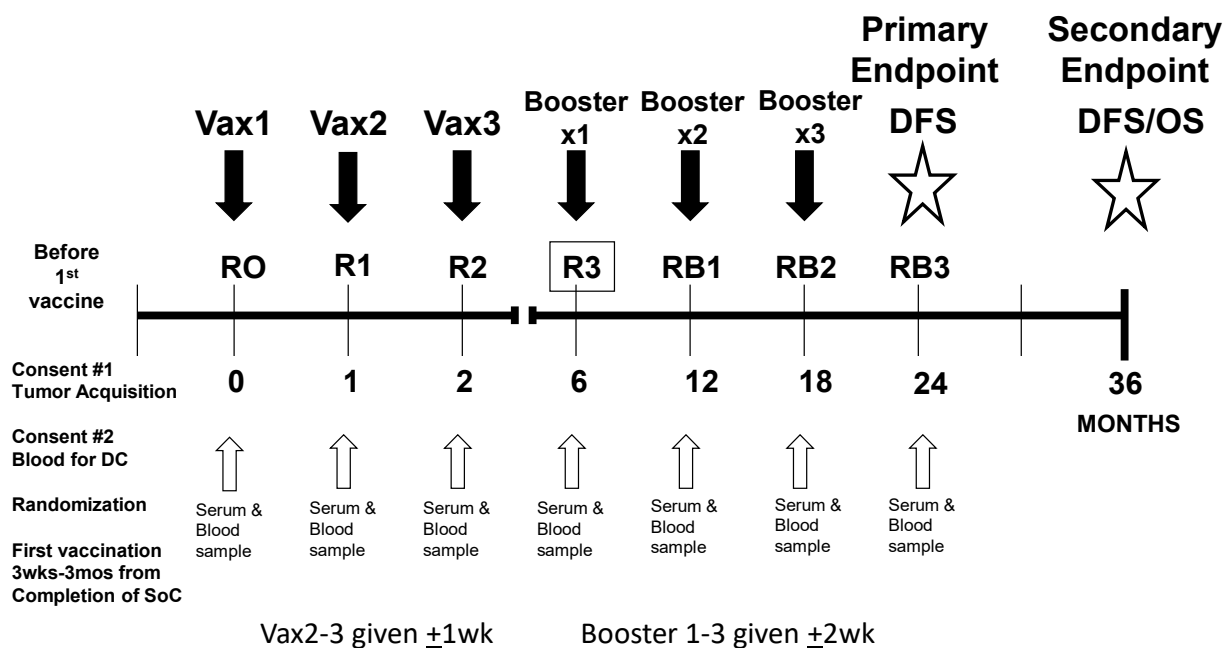 Primary
Endpoint
DFS
Secondary
Endpoint
DFS/OS
Vax1
Vax2
Vax3
Booster
x1
Booster
x2
Booster
x3
Before
1st
vaccine
RO
R1
R2
R3
RB1
RB2
RB3
Consent #1
Tumor Acquisition
0
1
2
6
12
18
24
36
MONTHS
Consent #2
Blood for DC
Randomization
First vaccination
3wks-3mos from
Completion of SoC
Serum &
Blood
sample
Serum &
Blood
sample
Serum &
Blood
sample
Serum &
Blood
sample
Serum &
Blood
sample
Serum &
Blood
sample
Serum &
Blood
sample
Vax2-3 given +1wk
Booster 1-3 given +2wk